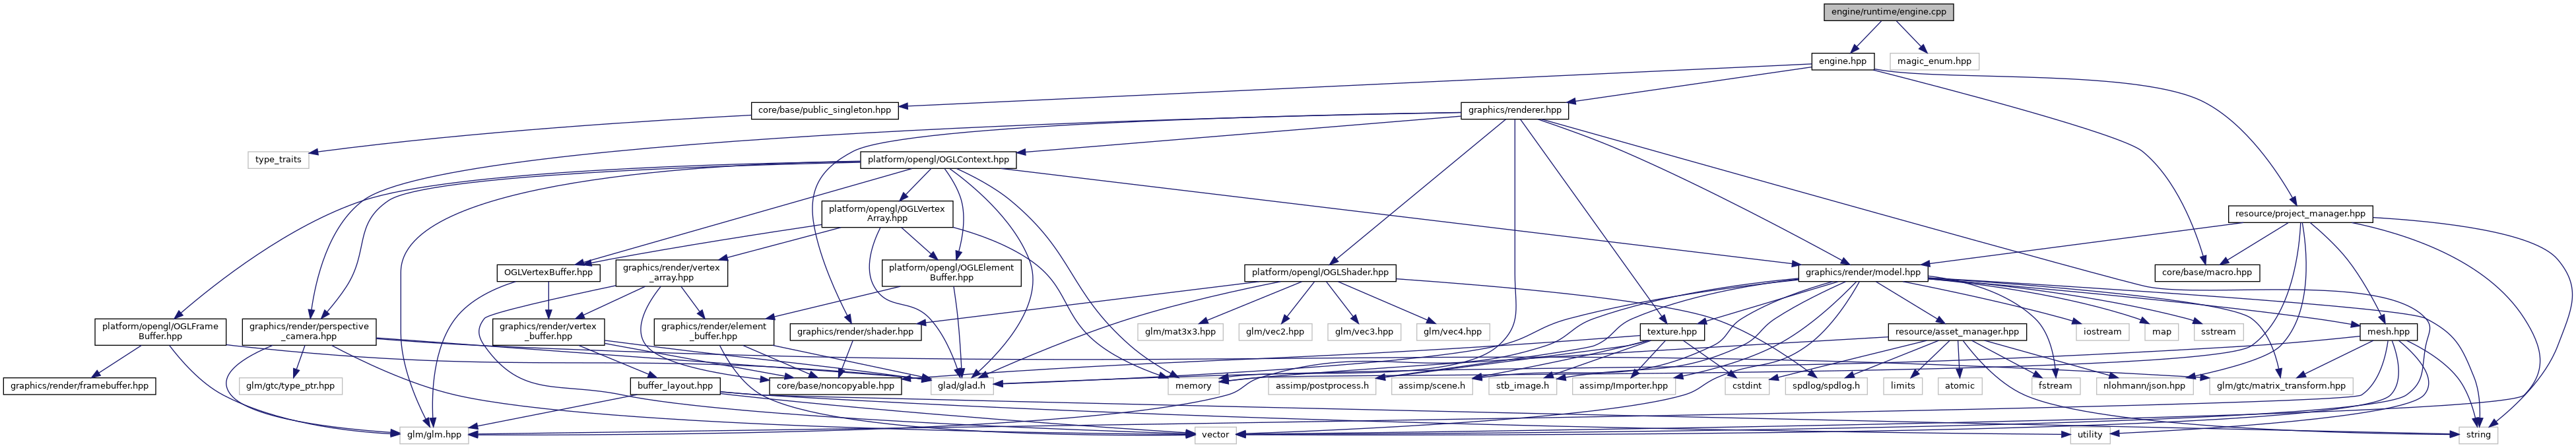 engine/runtime/engine.cpp
engine.hpp
magic_enum.hpp
core/base/public_singleton.hpp
graphics/renderer.hpp
type_traits
platform/opengl/OGLContext.hpp
platform/opengl/OGLVertex
Array.hpp
resource/project_manager.hpp
OGLVertexBuffer.hpp
graphics/render/vertex
_array.hpp
platform/opengl/OGLElement
Buffer.hpp
platform/opengl/OGLShader.hpp
graphics/render/model.hpp
core/base/macro.hpp
platform/opengl/OGLFrame
Buffer.hpp
graphics/render/perspective
_camera.hpp
graphics/render/vertex
_buffer.hpp
graphics/render/element
_buffer.hpp
graphics/render/shader.hpp
glm/mat3x3.hpp
glm/vec2.hpp
glm/vec3.hpp
glm/vec4.hpp
texture.hpp
resource/asset_manager.hpp
iostream
map
sstream
mesh.hpp
graphics/render/framebuffer.hpp
glm/gtc/type_ptr.hpp
buffer_layout.hpp
core/base/noncopyable.hpp
glad/glad.h
memory
assimp/postprocess.h
assimp/scene.h
stb_image.h
assimp/Importer.hpp
cstdint
spdlog/spdlog.h
limits
atomic
fstream
nlohmann/json.hpp
glm/gtc/matrix_transform.hpp
glm/glm.hpp
vector
utility
string